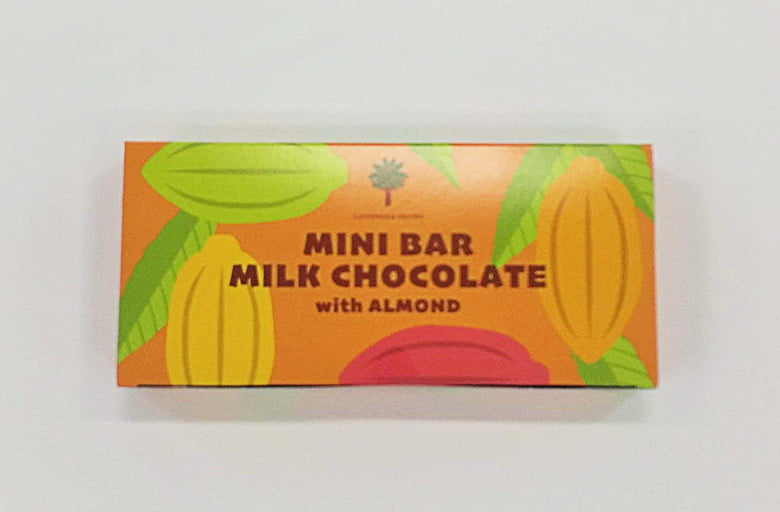 MINI BAR
MILK CHOCOLATE
with ALMOND